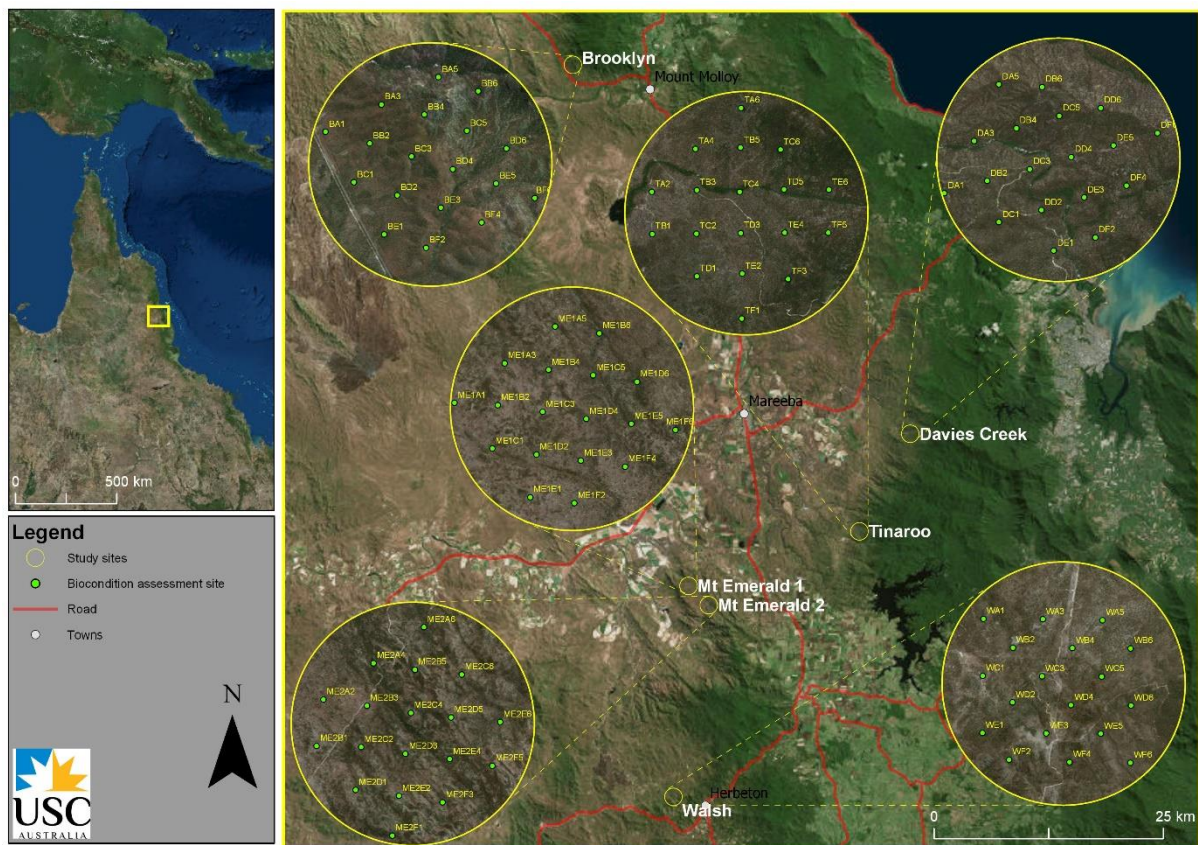 0
500 km
Legend
Study sites
Biocondition assessment site
Road
Towns
N
USC
AUSTRALIA
Brooklyn
Mount Molloy
BA5
BB6
BA3
BB4
BA1
BC5
BB2
BD6
BC3
BD4
BC1
BE5
BD2
BE3
BF4
BE1
BF2
TA6
TA4
TB5
TC6
TA2
TB3
TC4
TD5
TE6
TB1
TC2
TD3
TE4
TF5
TD1
TE2
TF3
TF1
DA5
DB6
DC5
DD6
DB4
DA3
DE5
DD4
DC3
DB2
DF4
DA1
DE3
DD2
DC1
DF2
DE1
ME1A5
ME1B6
ME1A3
ME1B4
ME1C5
ME1D6
ME1A1
ME1B2
ME1C3
ME1D4
ME1E5
ME1F6
ME1C1
ME1D2
ME1E3
ME1F4
ME1E1
ME1F2
Mareeba
Davies Creek
Tinaroo
Mt Emerald 1
Mt Emerald 2
ME2A6
ME2A4
ME2B5
ME2C6
ME2A2
ME2B3
ME2C4
ME2D5
ME2E6
ME2B1
ME2C2
ME2D3
ME2E4
ME2F5
ME2D1
ME2E2
ME2F3
ME2F1
WA1
WA3
WA5
WB2
WB4
WB6
WC1
WC3
WC5
WD2
WD4
WD6
WE1
WE3
WE5
WF2
WF4
WF6
Walsh
Herbeton
0
25 km